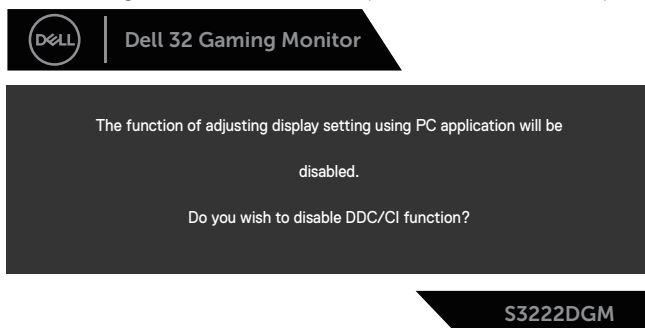 DELL
Dell 32 Gaming Monitor
The function of adjusting display setting using PC application will be
disabled.
Do you wish to disable DDC/CI function?
S3222DGM